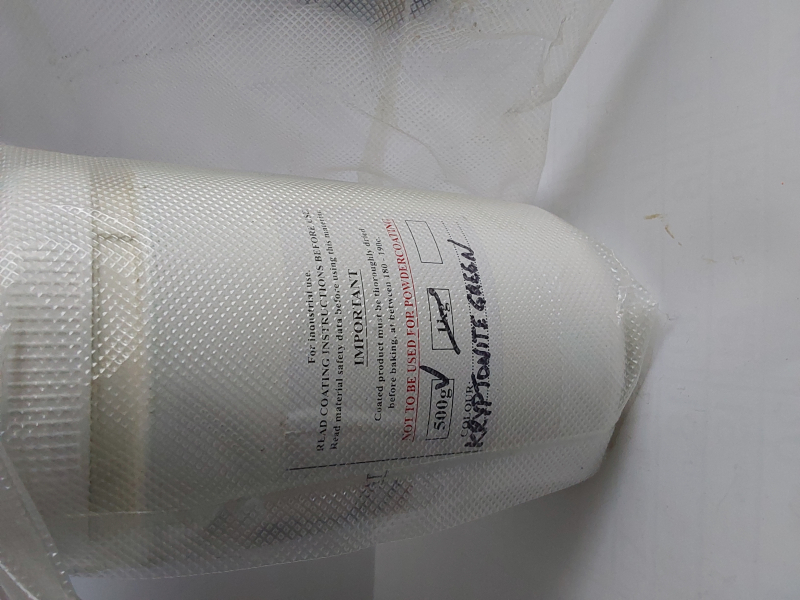 For industrial use.
READ COATING INSTRUCTIONS BEFORE USE
Read material safety data before using this material
IMPORTANT
Coated product must be thoroughly dried
before baking, at between 180 - 190c
NOT TO BE USED FOR POWDERCOATING
500g 1kg
COLOUR
KRYPTONITE GREEN